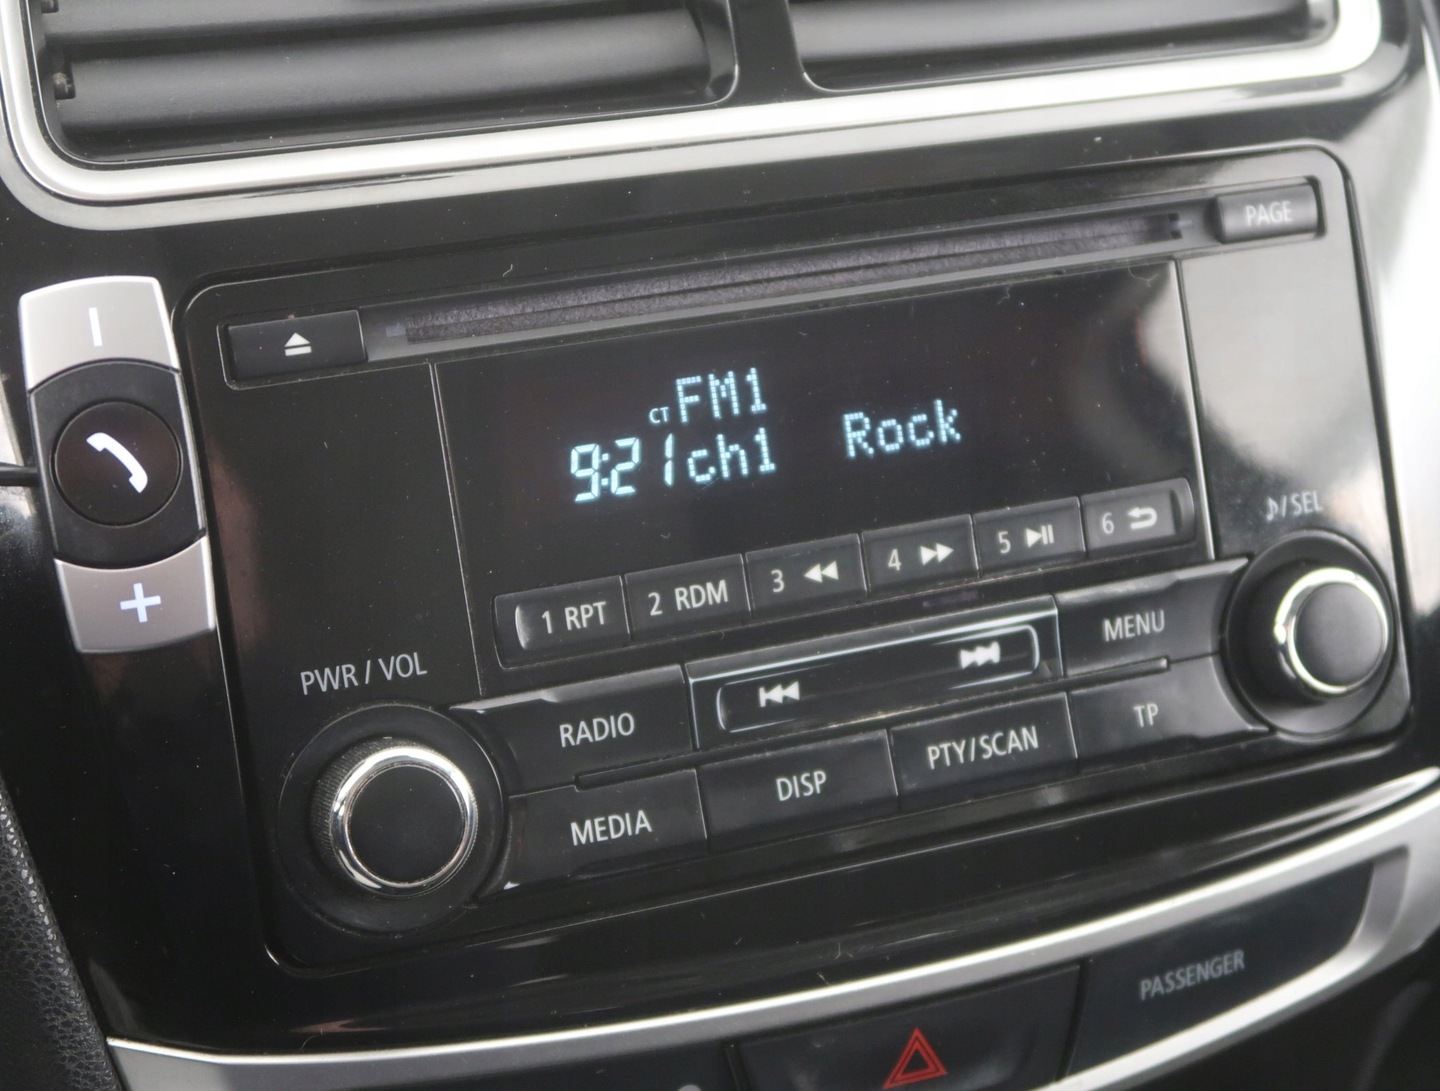 PAGE
CT FM1
9:21 ch1 Rock
♪/SEL
1 RPT 2 RDM 3 4 5 6
PWR / VOL
RADIO
MENU
MEDIA
DISP
PTY/SCAN
TP
PASSENGER